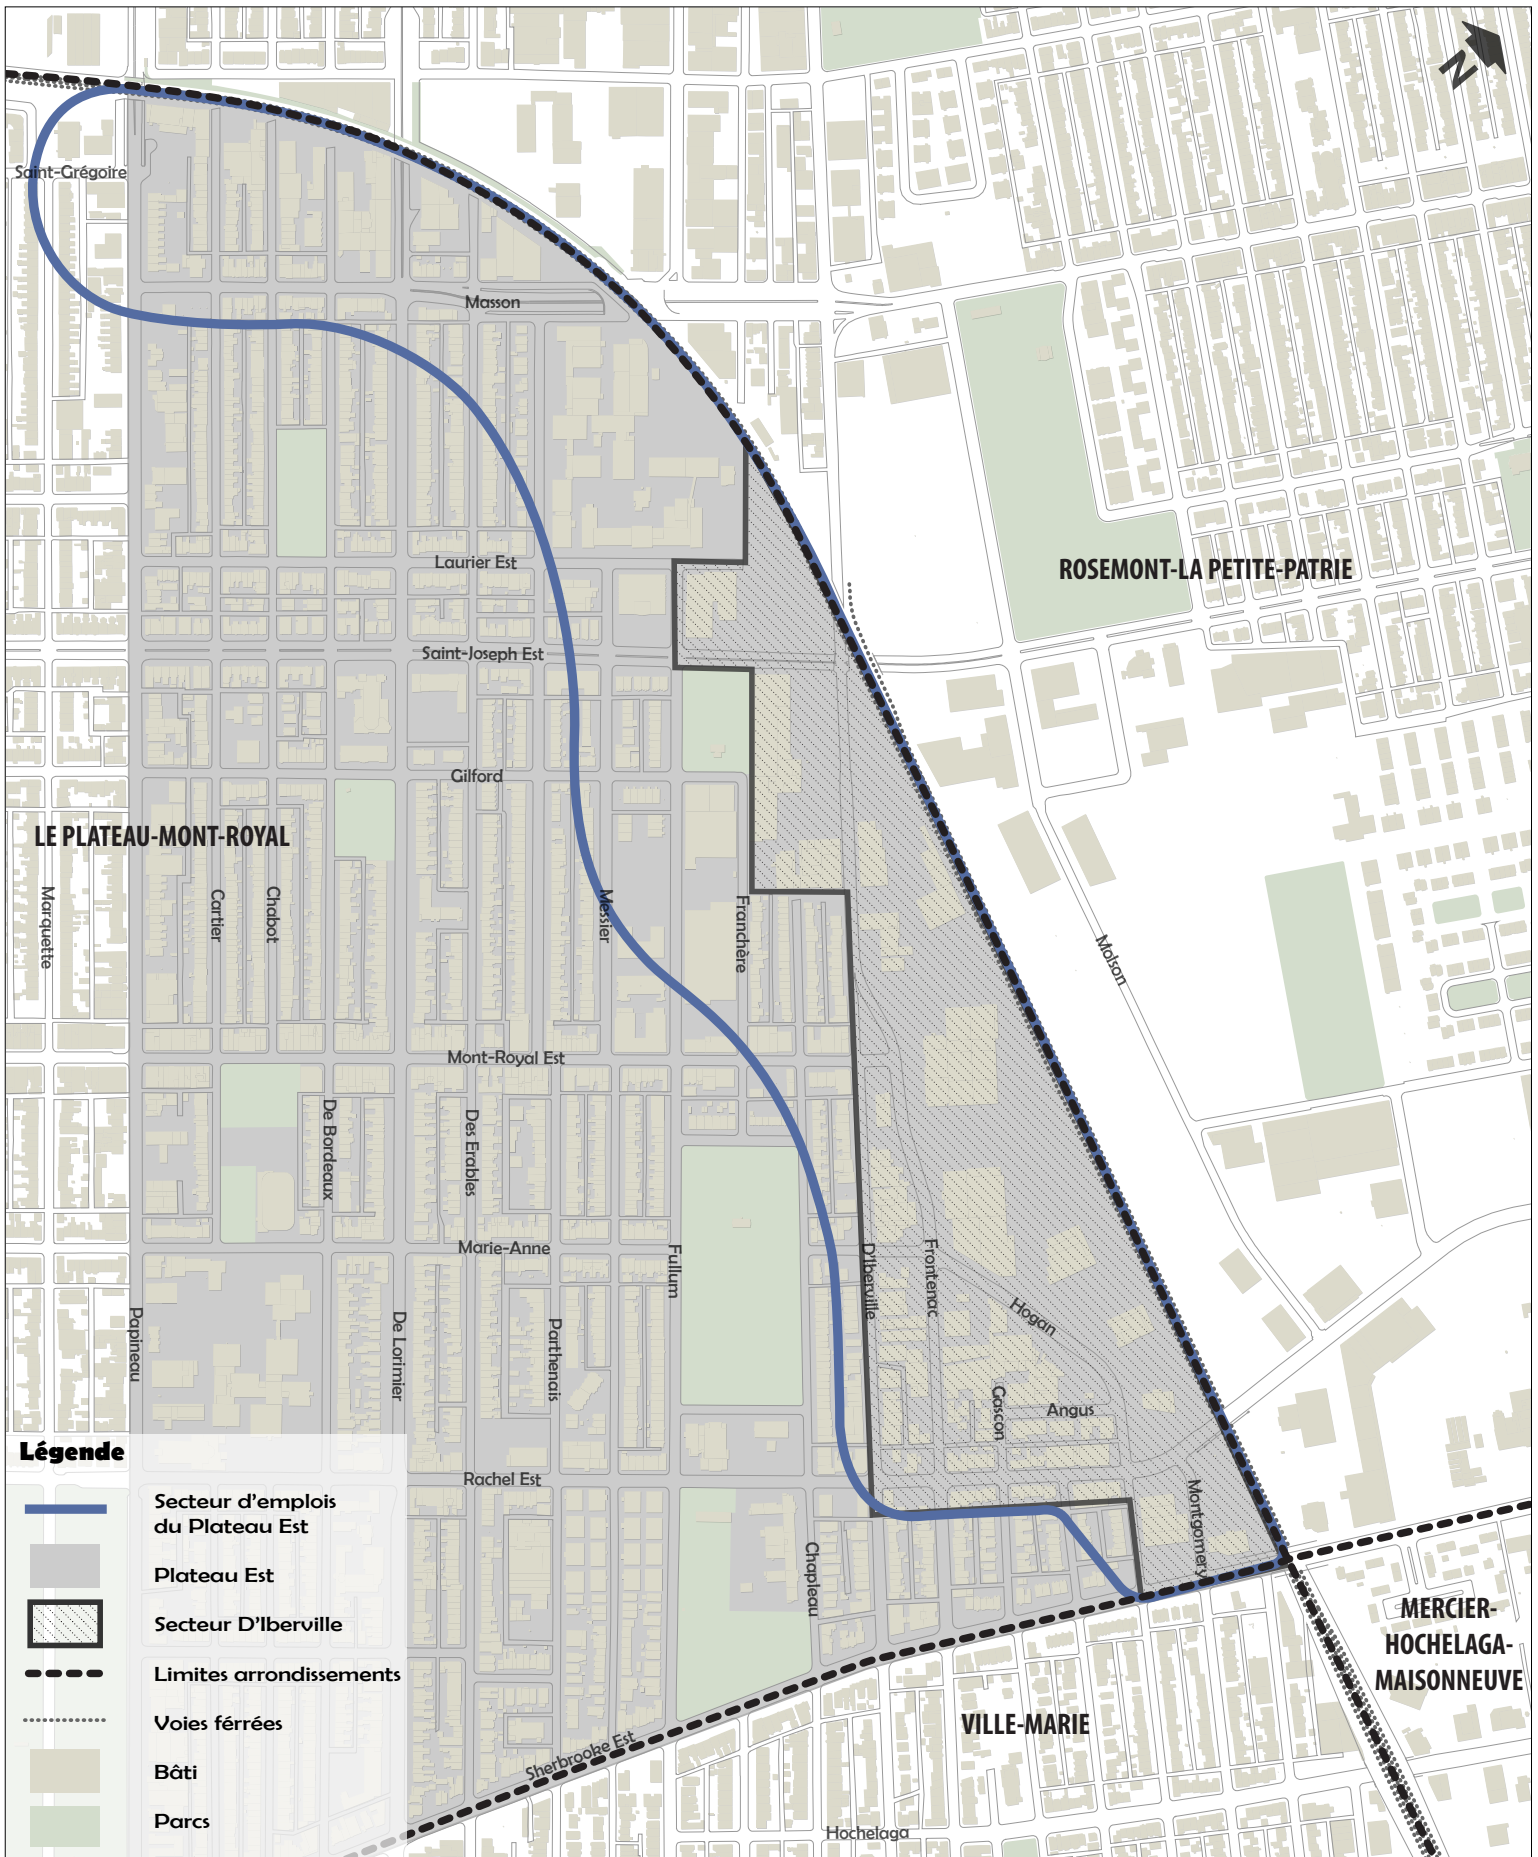 N
Saint-Grégoire
Masson
Laurier Est
ROSEMONT-LA PETITE-PATRIE
Saint-Joseph Est
Gilford
LE PLATEAU-MONT-ROYAL
Marquette
Cartier
Chabot
Messier
Franchère
Molson
Mont-Royal Est
De Bordeaux
Des Erables
Marie-Anne
Fullum
D'Iberville
Frontenac
Hogan
Papineau
De Lorimier
Parthenais
Gascon
Angus
Légende
Rachel Est
Secteur d'emplois
du Plateau Est
Montgomery
Chapleau
Plateau Est
Secteur D'Iberville
MERCIER-
HOCHELAGA-
MAISONNEUVE
Limites arrondissements
Voies férrées
VILLE-MARIE
Sherbrooke Est
Bâti
Parcs
Hochelaga